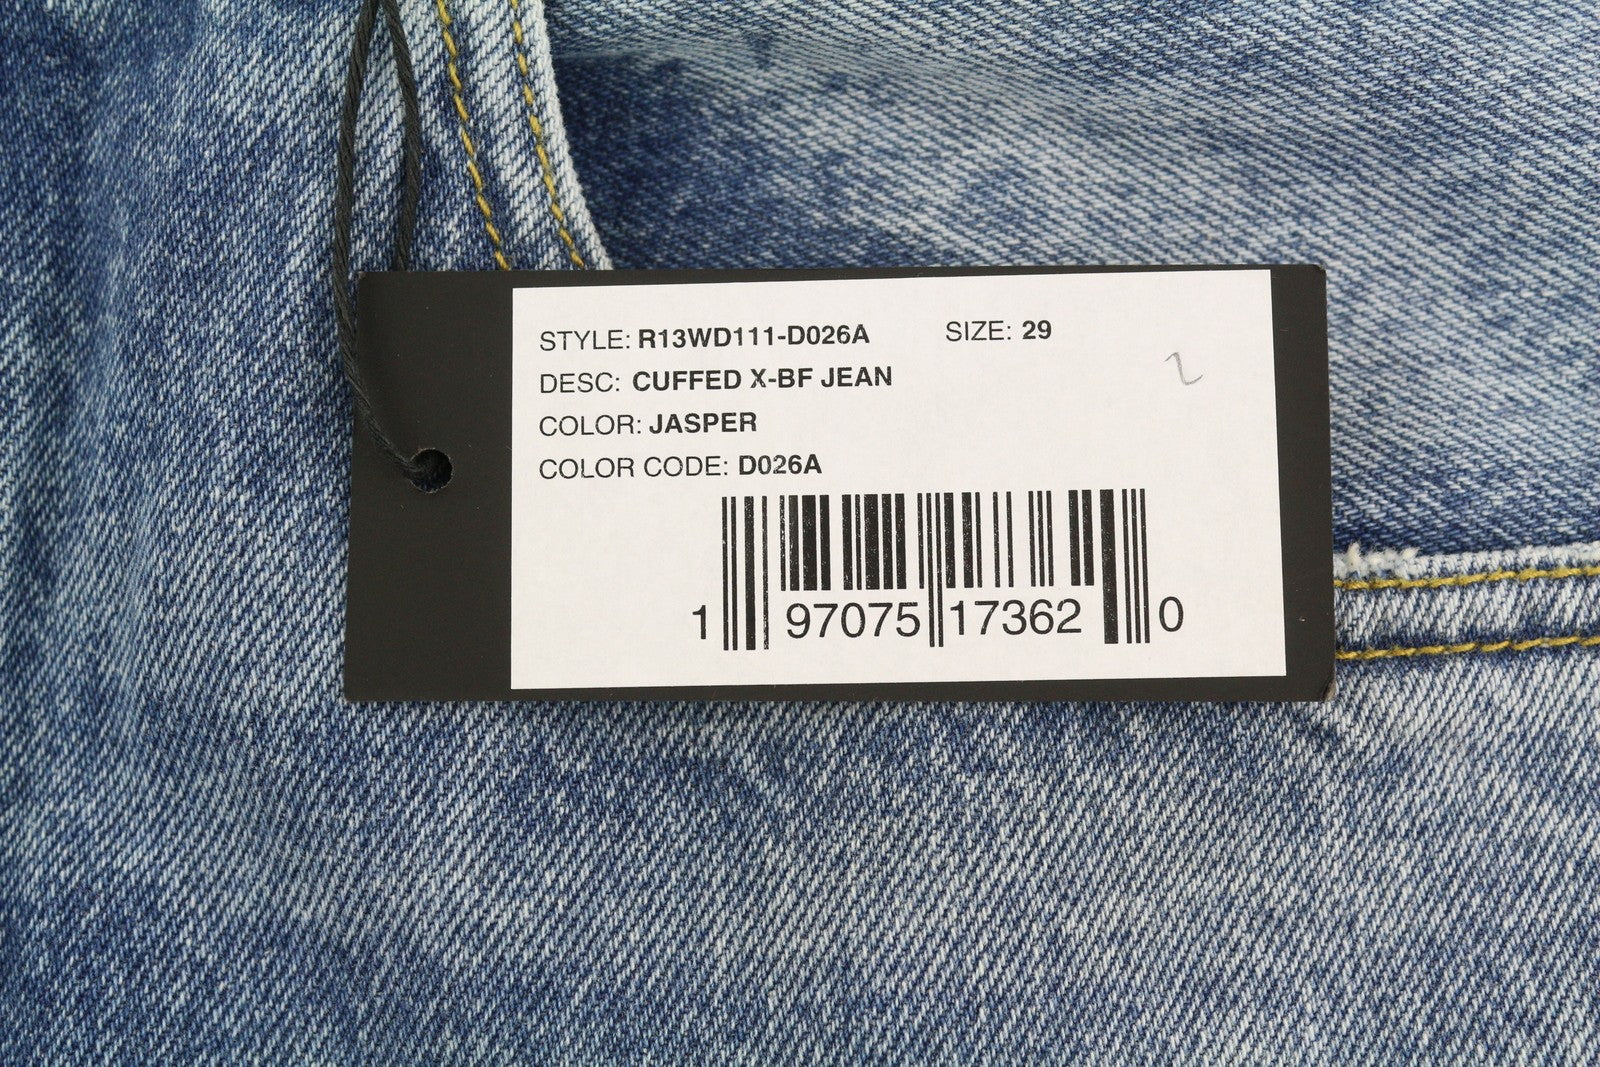 STYLE: R13WD111-D026A SIZE: 29
DESC: CUFFED X-BF JEAN
COLOR: JASPER
COLOR CODE: D026A
1 97075 17362 0